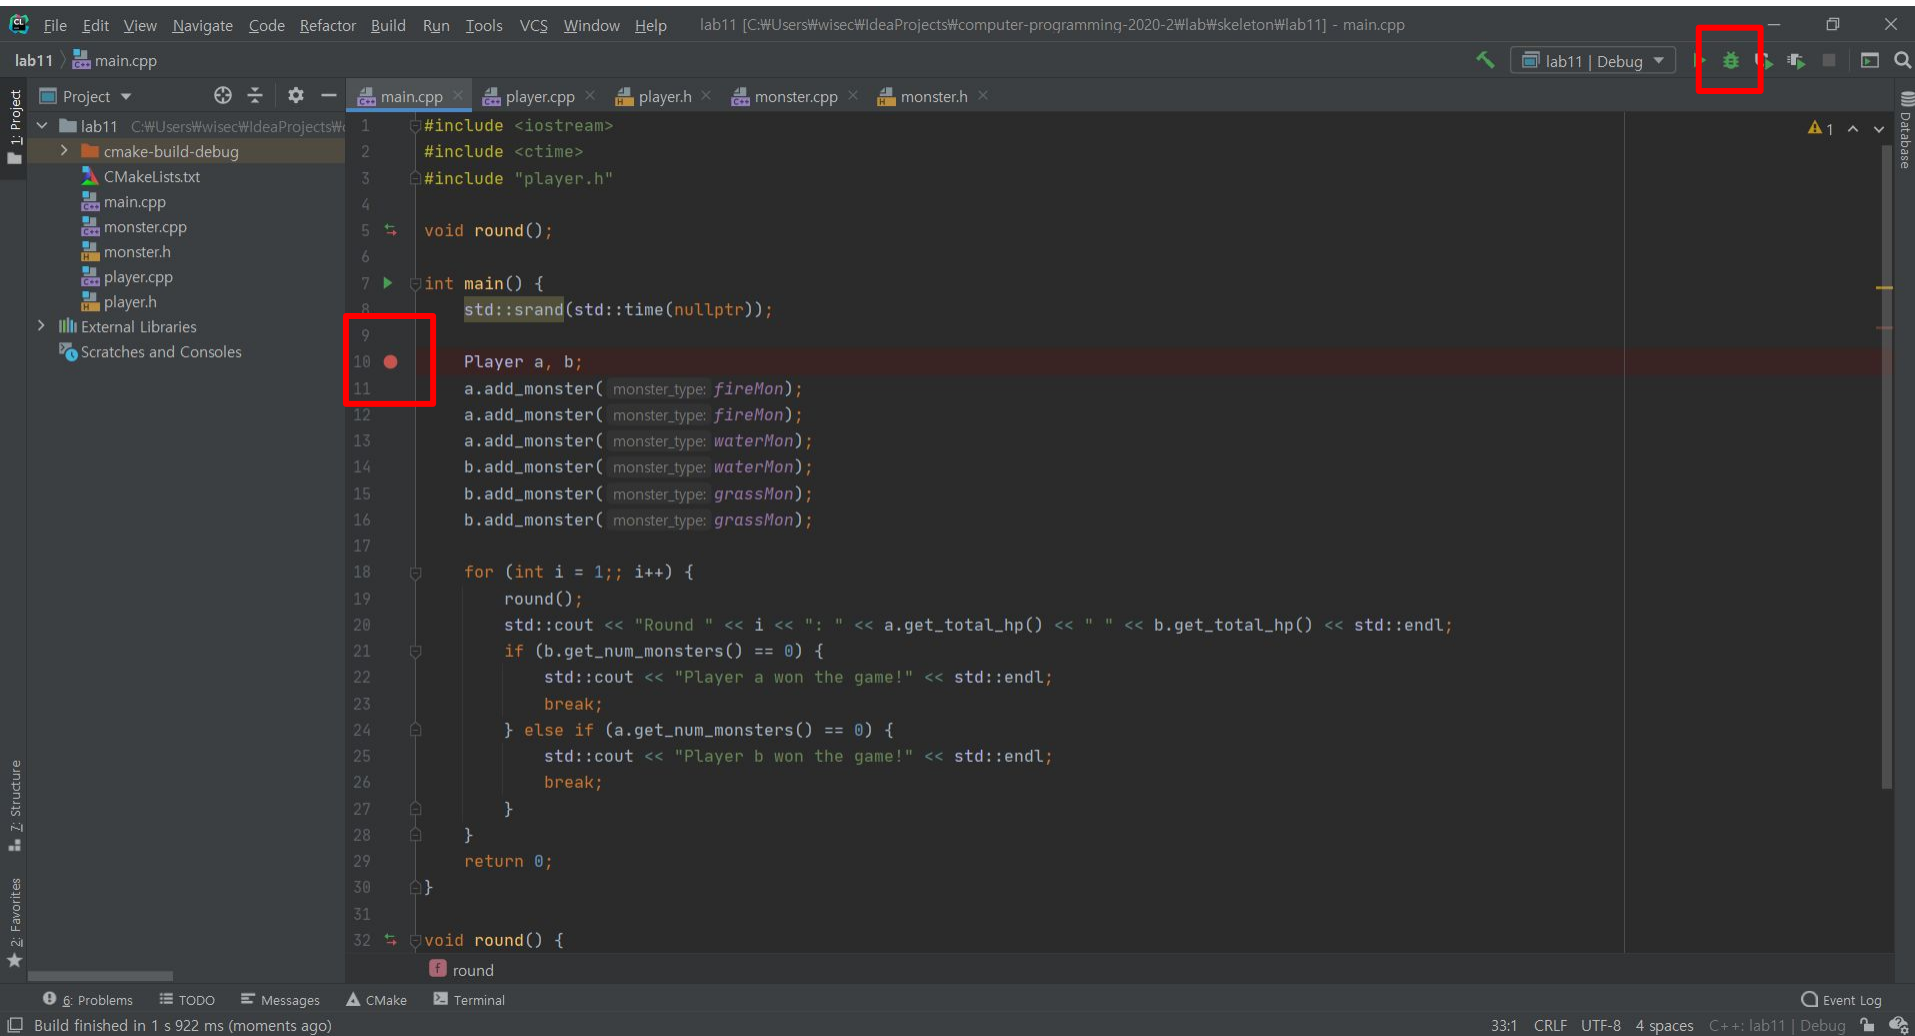 File Edit View Navigate Code Refactor Build Run Tools VCS Window Help lab11 [C:₩Users₩wisec₩IdeaProjects₩computer-programming-2020-2₩lab₩skeleton₩lab11] - main.cpp
lab11 main.cpp lab11 | Debug
Project main.cpp player.cpp player.h monster.cpp monster.h
1: Project
Database
lab11 C:₩Users₩wisec₩IdeaProjects₩
cmake-build-debug
CMakeLists.txt
main.cpp
monster.cpp
monster.h
player.cpp
player.h
External Libraries
Scratches and Consoles
7: Structure
2: Favorites
1
1 #include <iostream>
2 #include <ctime>
3 #include "player.h"
4
5 void round();
6
7 int main() {
8 std::srand(std::time(nullptr));
9
10 Player a, b;
11 a.add_monster( monster_type: fireMon);
12 a.add_monster( monster_type: fireMon);
13 a.add_monster( monster_type: waterMon);
14 b.add_monster( monster_type: waterMon);
15 b.add_monster( monster_type: grassMon);
16 b.add_monster( monster_type: grassMon);
17
18 for (int i = 1;; i++) {
19 round();
20 std::cout << "Round " << i << ": " << a.get_total_hp() << " " << b.get_total_hp() << std::endl;
21 if (b.get_num_monsters() == 0) {
22 std::cout << "Player a won the game!" << std::endl;
23 break;
24 } else if (a.get_num_monsters() == 0) {
25 std::cout << "Player b won the game!" << std::endl;
26 break;
27 }
28 }
29 return 0;
30 }
31
32 void round() {
f round
6: Problems TODO Messages CMake Terminal Event Log
Build finished in 1 s 922 ms (moments ago) 33:1 CRLF UTF-8 4 spaces C++: lab11 | Debug